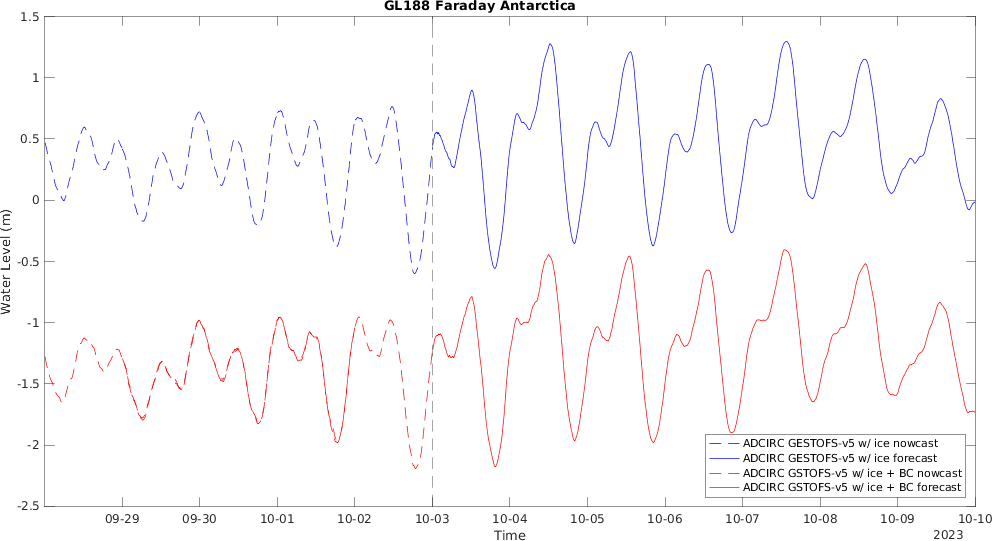 GL188 Faraday Antarctica
1.5
1
0.5
0
-0.5
-1
-1.5
-2
-2.5
Water Level (m)
ADCIRC GESTOFS-v5 w/ ice nowcast
ADCIRC GESTOFS-v5 w/ ice forecast
ADCIRC GSTOFS-v5 w/ ice + BC nowcast
ADCIRC GSTOFS-v5 w/ ice + BC forecast
09-29 09-30 10-01 10-02 10-03 10-04 10-05 10-06 10-07 10-08 10-09 10-10
Time
2023